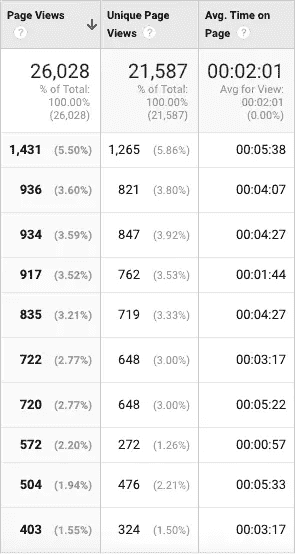 Page Views Unique Page Views Avg. Time on Page
26,028 21,587 00:02:01
% of Total: 100.00% (26,028) % of Total: 100.00% (21,587) Avg for View: 00:02:01 (0.00%)
1,431 (5.50%) 1,265 (5.86%) 00:05:38
936 (3.60%) 821 (3.80%) 00:04:07
934 (3.59%) 847 (3.92%) 00:04:27
917 (3.52%) 762 (3.53%) 00:01:44
835 (3.21%) 719 (3.33%) 00:04:27
722 (2.77%) 648 (3.00%) 00:03:17
720 (2.77%) 648 (3.00%) 00:05:22
572 (2.20%) 272 (1.26%) 00:00:57
504 (1.94%) 476 (2.21%) 00:05:33
403 (1.55%) 324 (1.50%) 00:03:17